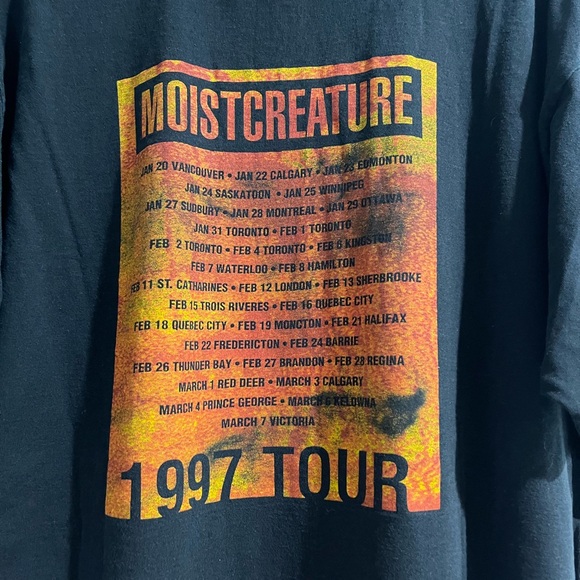 MOISTCREATURE
JAN 20 VANCOUVER • JAN 22 CALGARY • JAN 23 EDMONTON
JAN 24 SASKATOON • JAN 25 WINNIPEG
JAN 27 SUDBURY • JAN 28 MONTREAL • JAN 29 OTTAWA
JAN 31 TORONTO • FEB 1 TORONTO
FEB 2 TORONTO • FEB 4 TORONTO • FEB 6 KINGSTON
FEB 7 WATERLOO • FEB 8 HAMILTON
FEB 11 ST. CATHARINES • FEB 12 LONDON • FEB 13 SHERBROOKE
FEB 15 TROIS RIVERES • FEB 16 QUEBEC CITY
FEB 18 QUEBEC CITY • FEB 19 MONCTON • FEB 21 HALIFAX
FEB 22 FREDERICTON • FEB 24 BARRIE
FEB 26 THUNDER BAY • FEB 27 BRANDON • FEB 28 REGINA
MARCH 1 RED DEER • MARCH 3 CALGARY
MARCH 4 PRINCE GEORGE • MARCH 6 KELOWNA
MARCH 7 VICTORIA
1997 TOUR